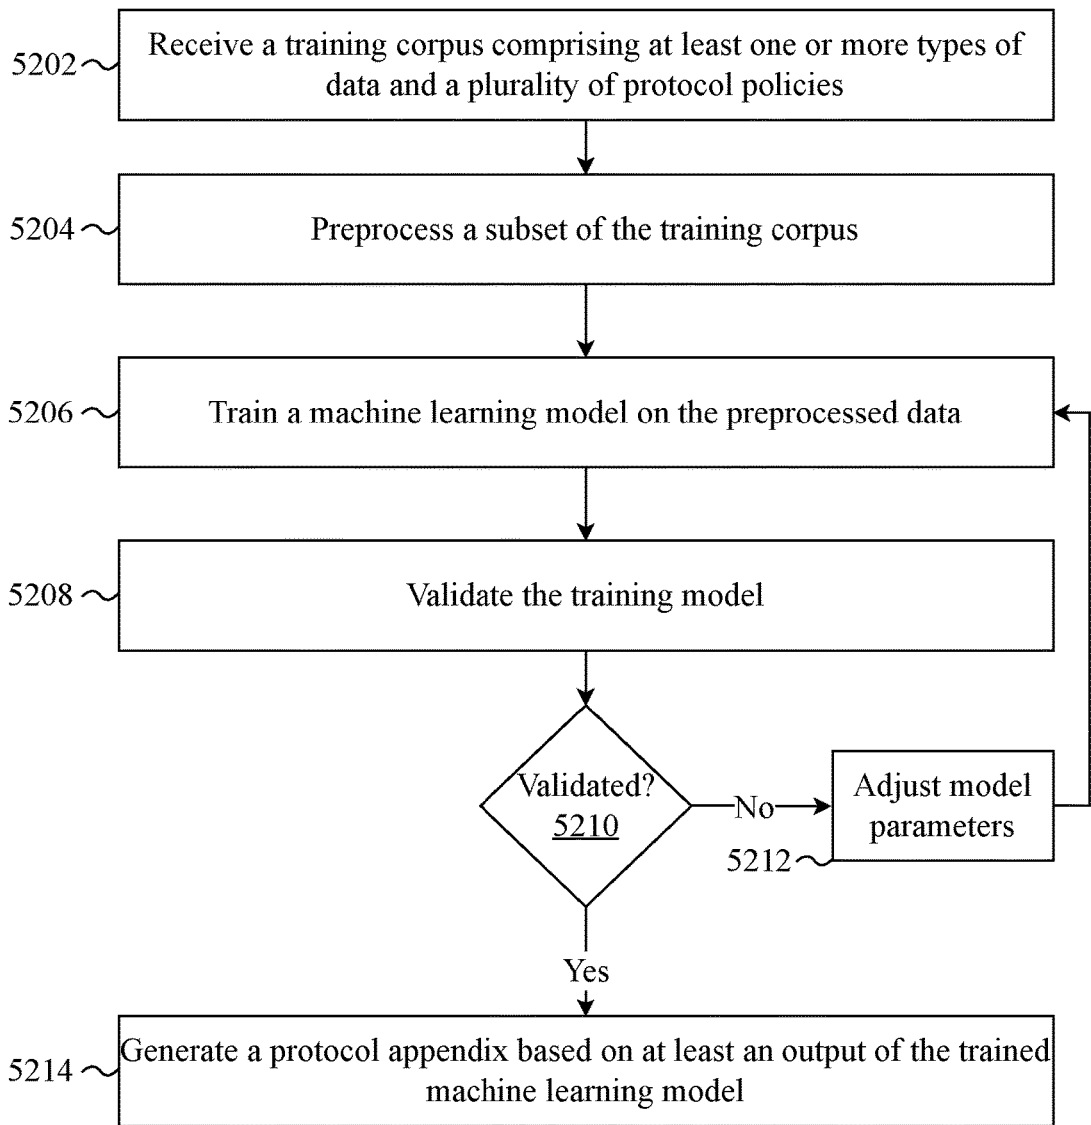 5202
Receive a training corpus comprising at least one or more types of
data and a plurality of protocol policies
5204
Preprocess a subset of the training corpus
5206
Train a machine learning model on the preprocessed data
5208
Validate the training model
Validated?
5210
No
Adjust model
parameters
5212
Yes
5214
Generate a protocol appendix based on at least an output of the trained
machine learning model